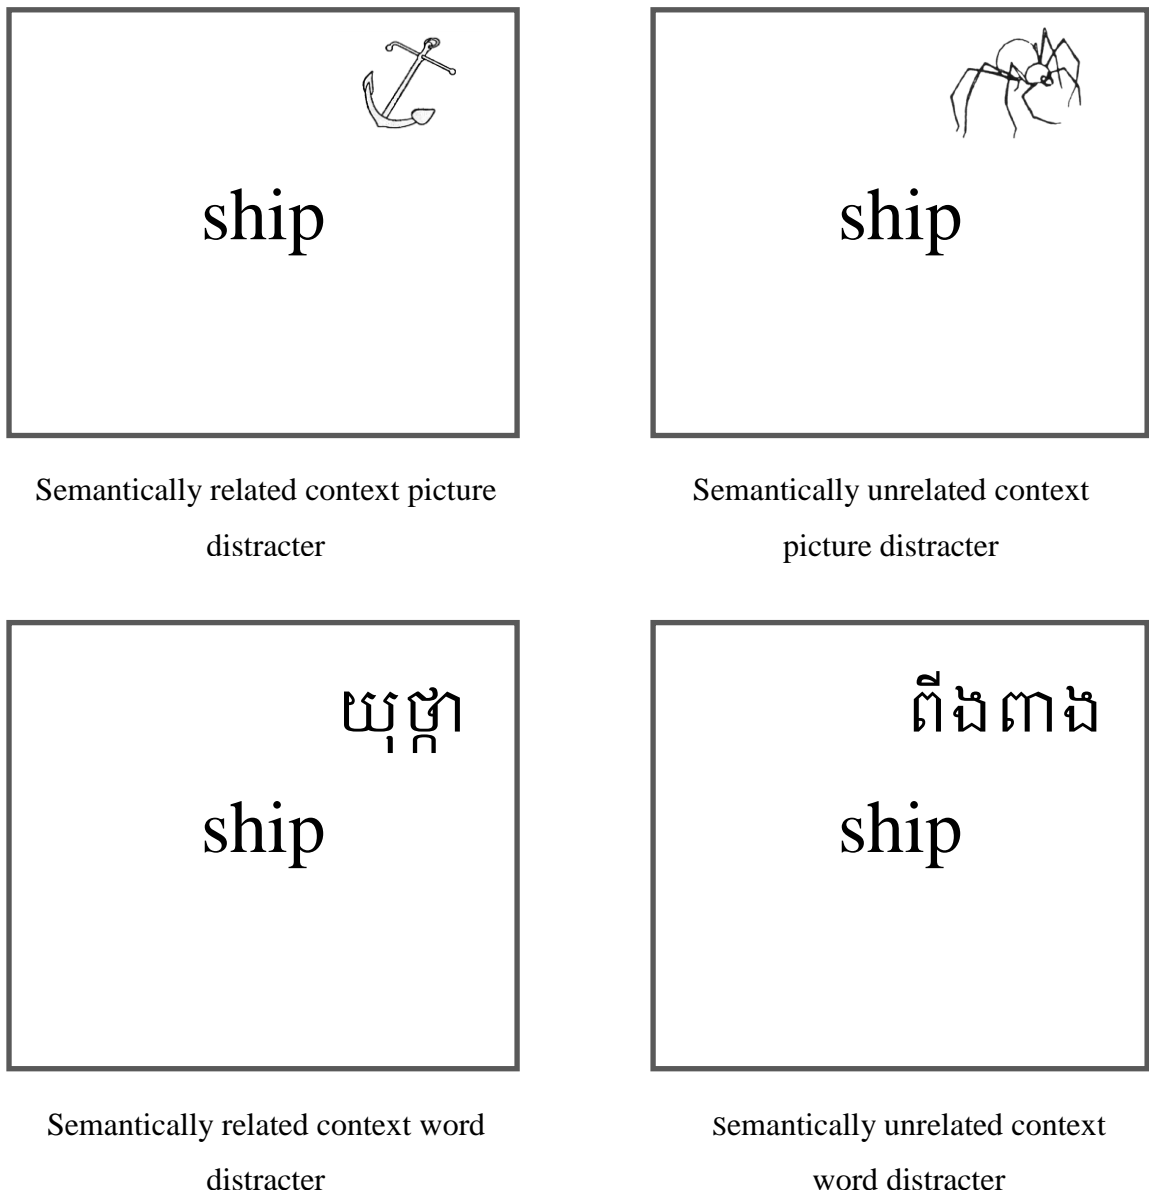 ship
ship
Semantically related context picture
distracter
Semantically unrelated context
picture distracter
យុថ្កា
ship
ពីងពាង
ship
Semantically related context word
distracter
Semantically unrelated context
word distracter